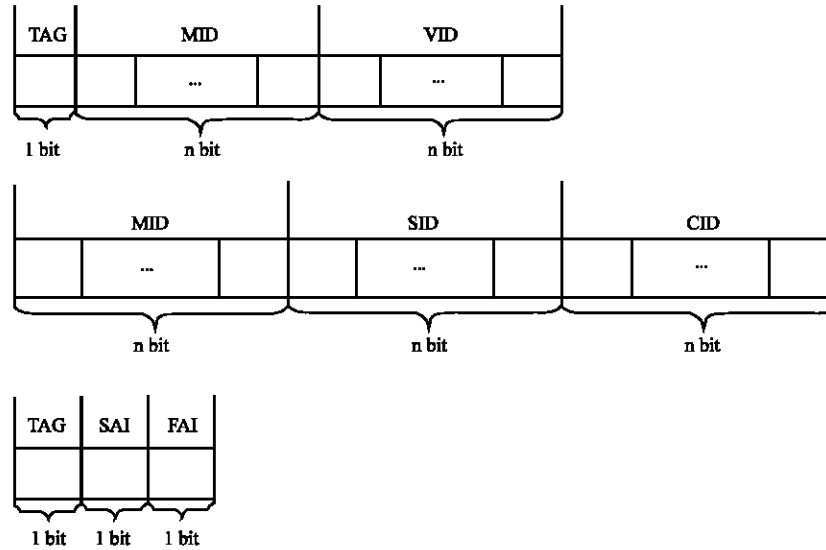 TAG MID VID
... ...
1 bit n bit n bit
MID SID CID
... ... ...
n bit n bit n bit
TAG SAI FAI
1 bit 1 bit 1 bit